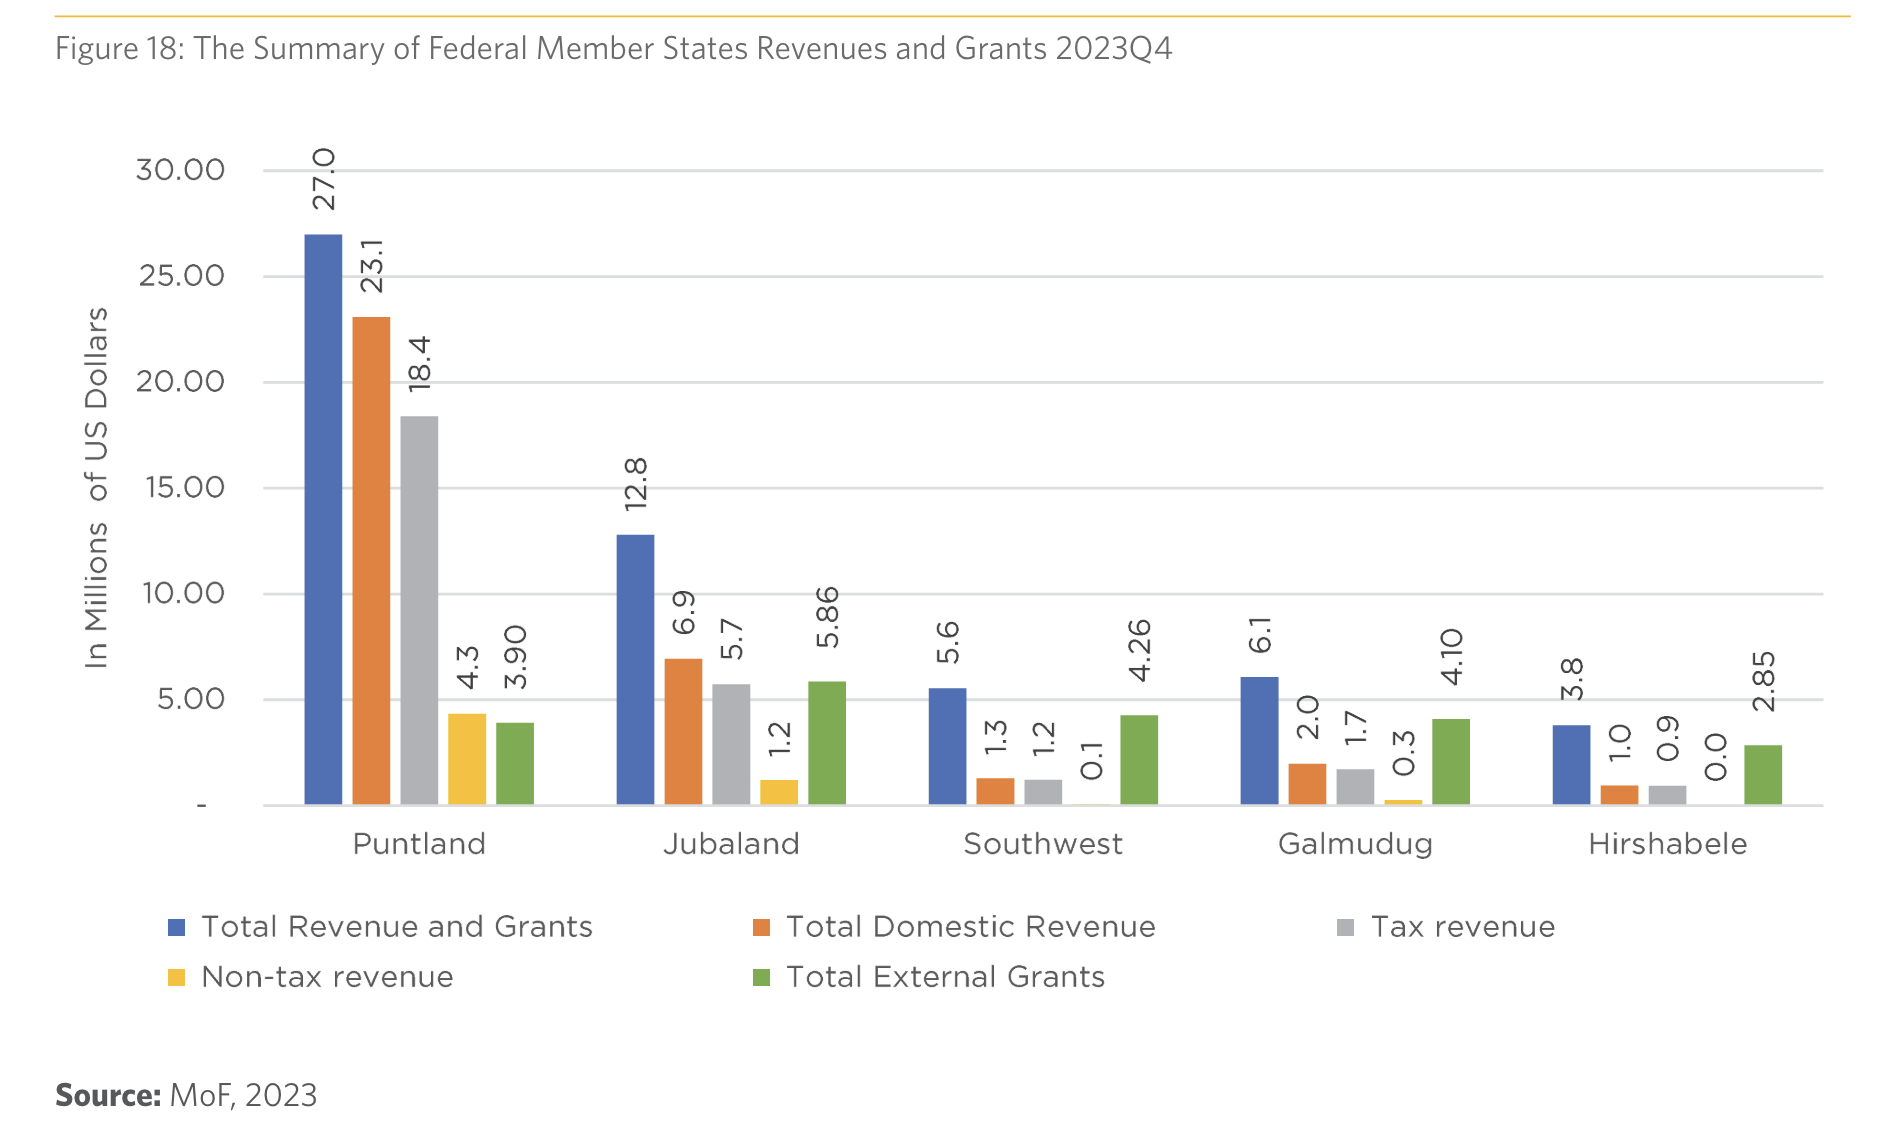 Figure 18: The Summary of Federal Member States Revenues and Grants 2023Q4
In Millions of US Dollars
30.00
25.00
20.00
15.00
10.00
5.00
-
27.0
23.1
18.4
4.3
3.90
12.8
6.9
5.7
1.2
5.86
5.6
1.3
1.2
0.1
4.26
6.1
2.0
1.7
0.3
4.10
3.8
1.0
0.9
0.0
2.85
Puntland
Jubaland
Southwest
Galmudug
Hirshabele
Total Revenue and Grants
Total Domestic Revenue
Tax revenue
Non-tax revenue
Total External Grants
Source: MoF, 2023